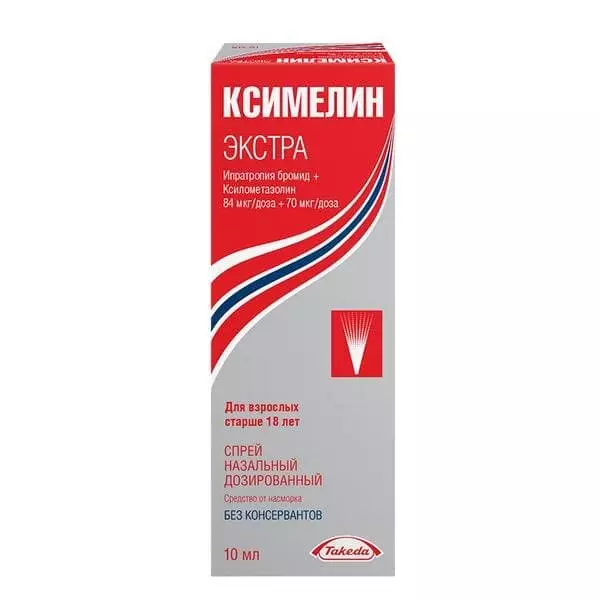 КСИМЕЛИН
ЭКСТРА
Ипратропия бромид +
Ксилометазолин
84 мкг/доза + 70 мкг/доза
Для взрослых
старше 18 лет
СПРЕЙ
НАЗАЛЬНЫЙ
ДОЗИРОВАННЫЙ
Средство от насморка
БЕЗ КОНСЕРВАНТОВ
10 мл
Takeda